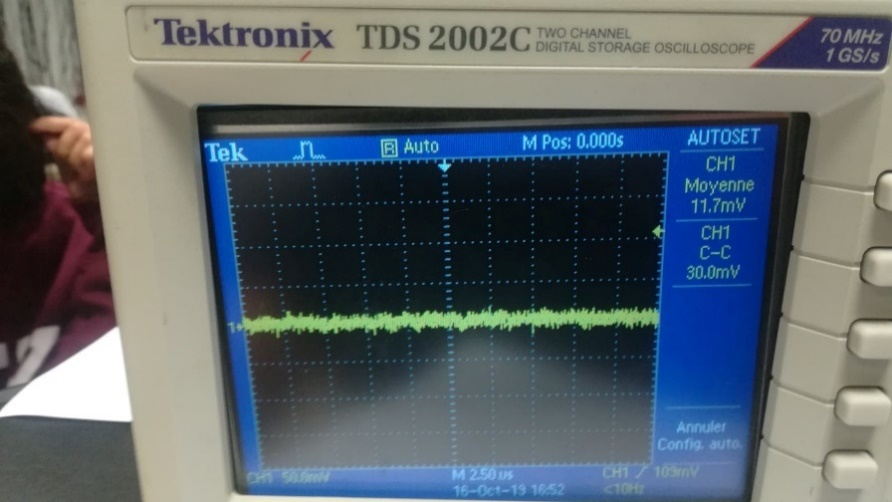 Tektronix TDS 2002C TWO CHANNEL
DIGITAL STORAGE OSCILLOSCOPE
70 MHz
1 GS/s
Tek R Auto M Pos: 0.000s AUTOSET
CH1
Moyenne
11.7mV
CH1
C-C
30.0mV
1
Annuler
Config. auto.
CH1 50.0mV M 2.50 us CH1 103mV
16-Oct-19 16:52 <10Hz